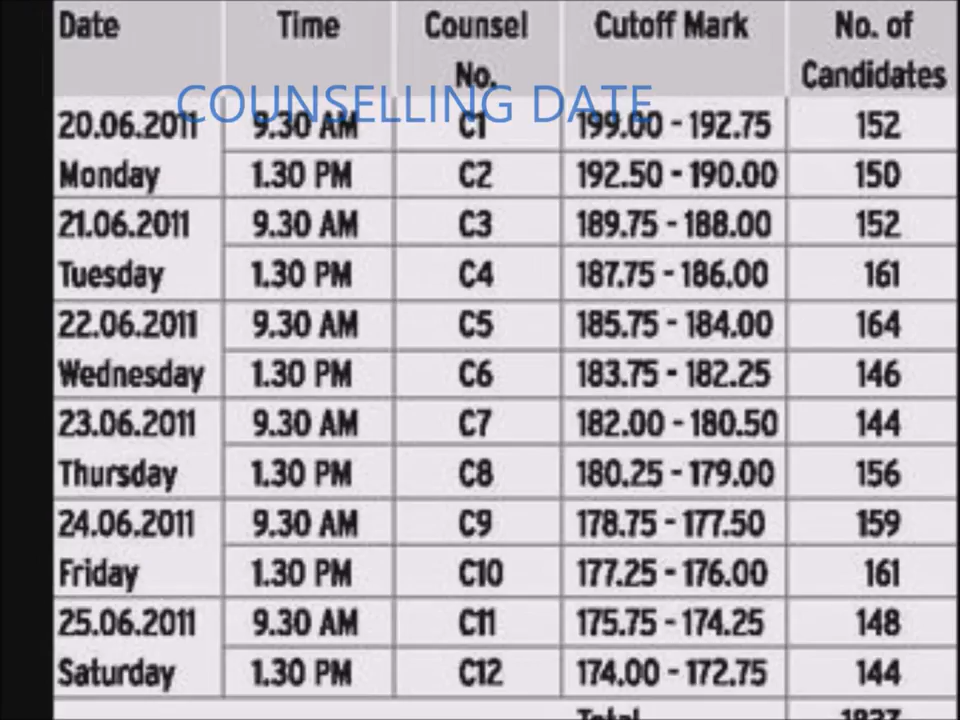 Date Time Counsel No. Cutoff Mark No. of Candidates
COUNSELLING DATE
20.06.2011 9.30 AM C1 199.00 - 192.75 152
Monday 1.30 PM C2 192.50 - 190.00 150
21.06.2011 9.30 AM C3 189.75 - 188.00 152
Tuesday 1.30 PM C4 187.75 - 186.00 161
22.06.2011 9.30 AM C5 185.75 - 184.00 164
Wednesday 1.30 PM C6 183.75 - 182.25 146
23.06.2011 9.30 AM C7 182.00 - 180.50 144
Thursday 1.30 PM C8 180.25 - 179.00 156
24.06.2011 9.30 AM C9 178.75 - 177.50 159
Friday 1.30 PM C10 177.25 - 176.00 161
25.06.2011 9.30 AM C11 175.75 - 174.25 148
Saturday 1.30 PM C12 174.00 - 172.75 144
Total 1837